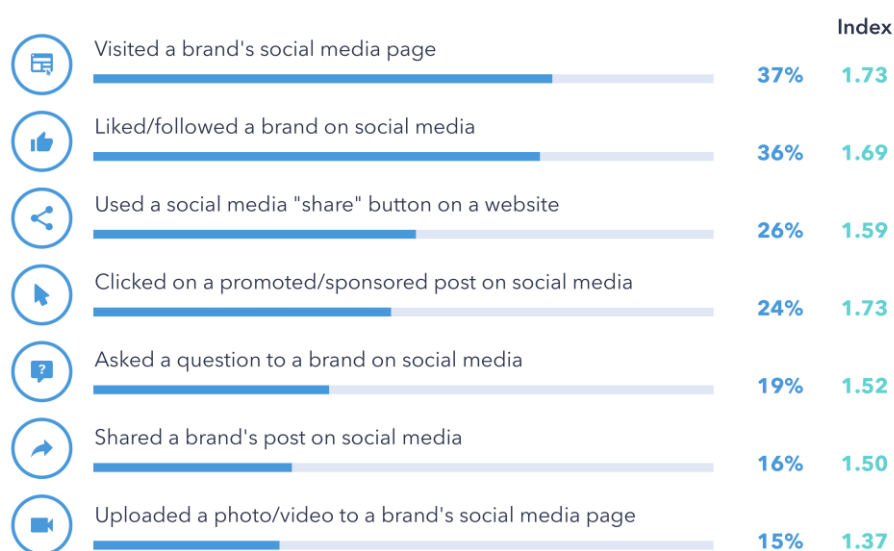 Index
Visited a brand's social media page
37% 1.73
Liked/followed a brand on social media
36% 1.69
Used a social media "share" button on a website
26% 1.59
Clicked on a promoted/sponsored post on social media
24% 1.73
?
Asked a question to a brand on social media
19% 1.52
Shared a brand's post on social media
16% 1.50
Uploaded a photo/video to a brand's social media page
15% 1.37